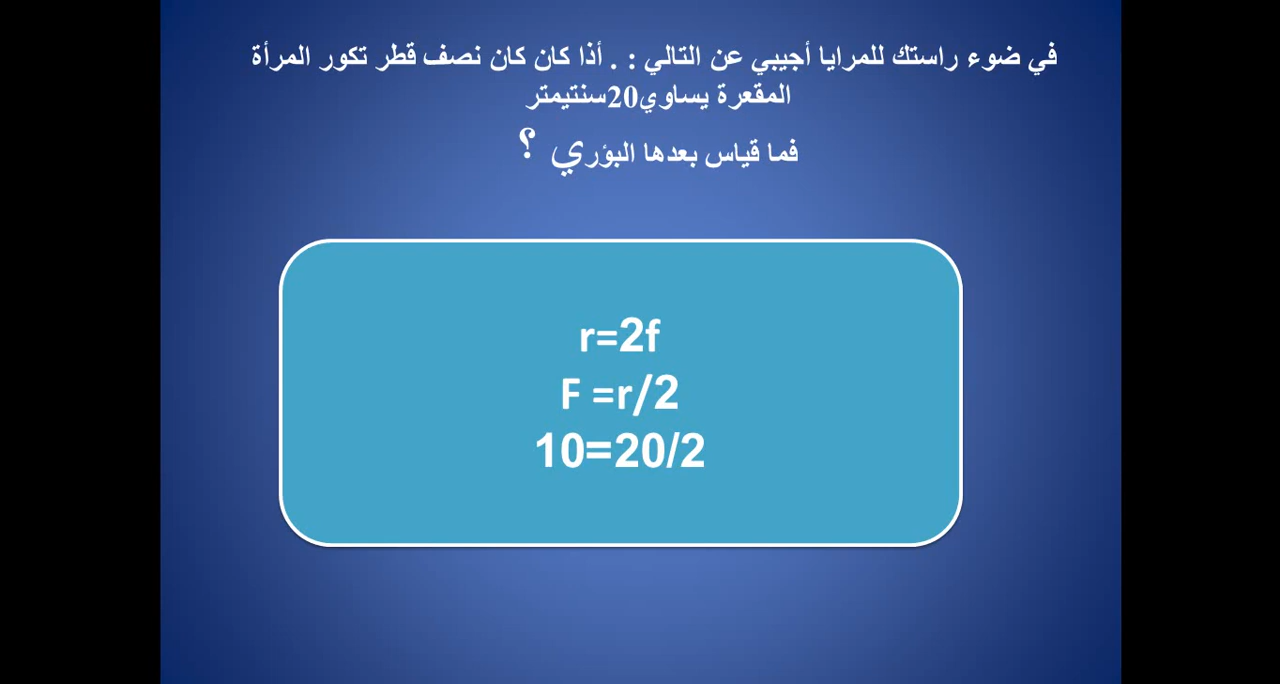 في ضوء راستك للمرايا أجيبي عن التالي : . أذا كان كان نصف قطر تكور المرأة
المقعرة يساوي20سنتيمتر
فما قياس بعدها البؤري ؟
r=2f
F =r/2
10=20/2